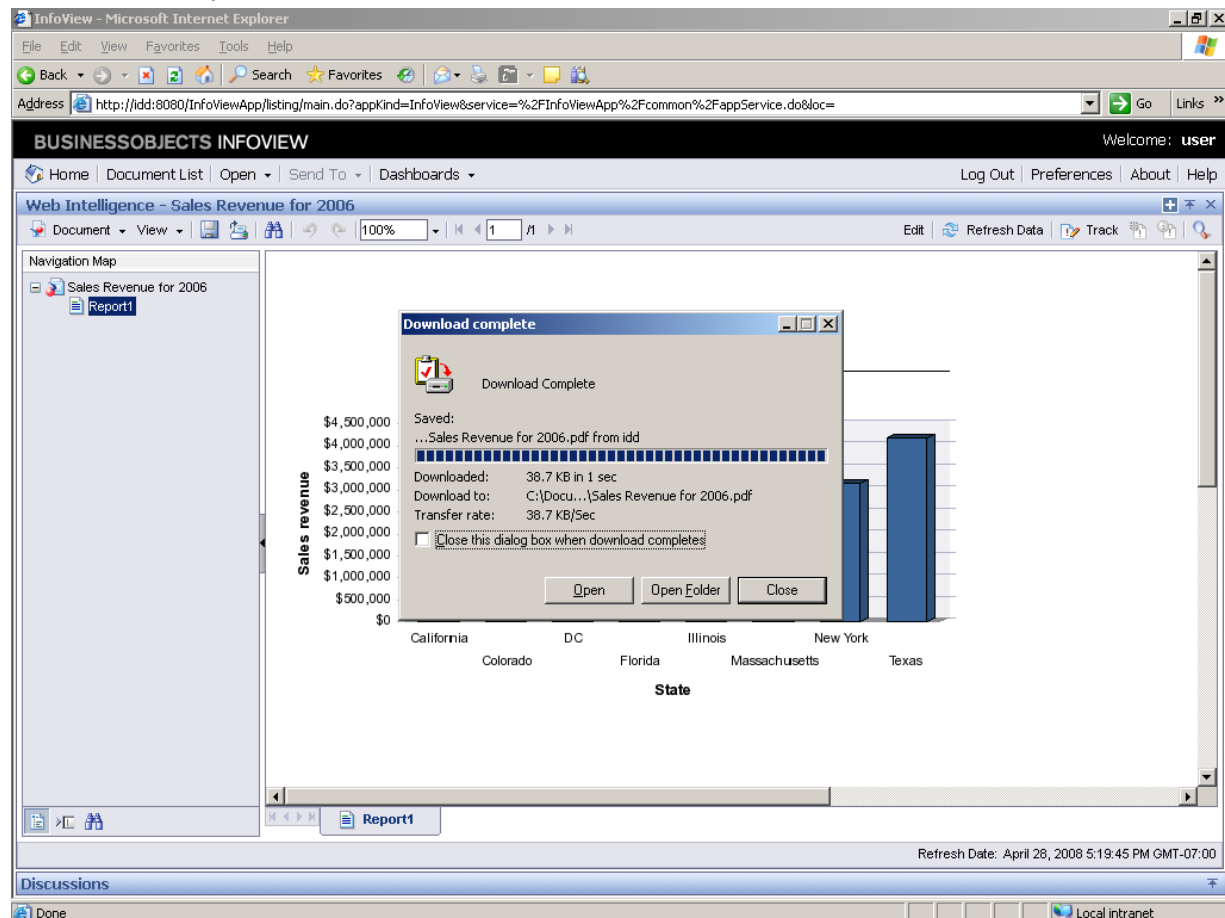 InfoView - Microsoft Internet Explorer
File Edit View Favorites Tools Help
Back Search Favorites
Address http://idd:8080/InfoViewApp/listing/main.do?appKind=InfoView&service=%2FInfoViewApp%2Fcommon%2FappService.do&loc= Go Links »
BUSINESSOBJECTS INFOVIEW Welcome: user
Home Document List Open Send To Dashboards Log Out Preferences About Help
Web Intelligence - Sales Revenue for 2006
Document View 100% 1 /1 Edit Refresh Data Track
Navigation Map
Sales Revenue for 2006
Report1
Download complete
Download Complete
Saved:
...Sales Revenue for 2006.pdf from idd
Downloaded: 38.7 KB in 1 sec
Download to: C:\Docu...\Sales Revenue for 2006.pdf
Transfer rate: 38.7 KB/Sec
Close this dialog box when download completes
Open Open Folder Close
Sales revenue
$4,500,000
$4,000,000
$3,500,000
$3,000,000
$2,500,000
$2,000,000
$1,500,000
$1,000,000
$500,000
$0
California DC Illinois New York
Colorado Florida Massachusetts Texas
State
Report1
Refresh Date: April 28, 2008 5:19:45 PM GMT-07:00
Discussions
Done Local intranet